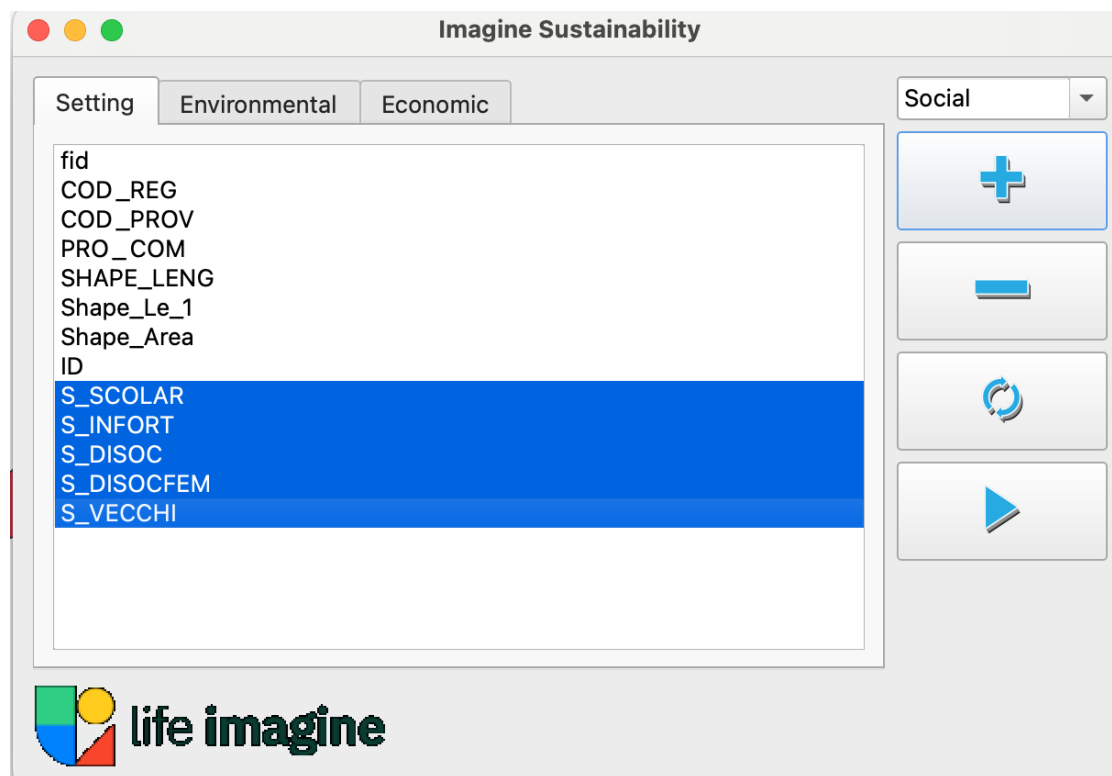 Imagine Sustainability
Setting
Environmental
Economic
Social
fid
COD_REG
COD_PROV
PRO_COM
SHAPE_LENG
Shape_Le_1
Shape_Area
ID
S_SCOLAR
S_INFORT
S_DISOC
S_DISOCFEM
S_VECCHI
life imagine